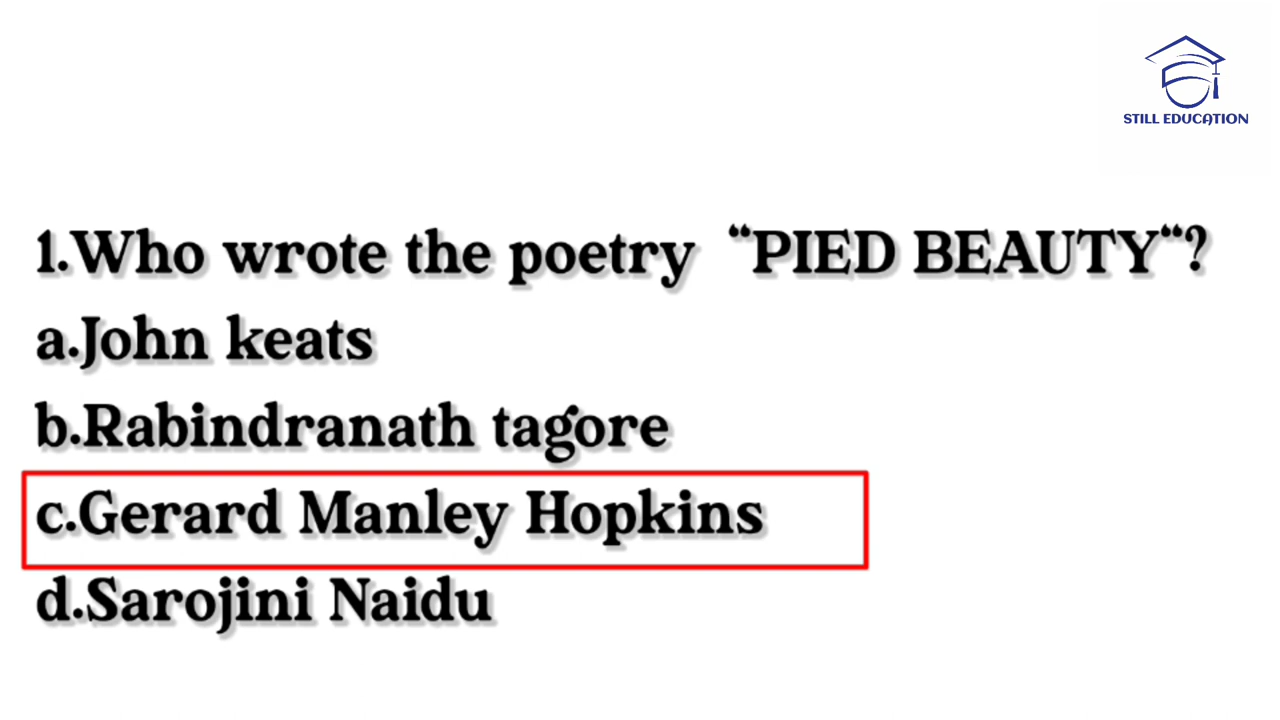 STILL EDUCATION
1.Who wrote the poetry “PIED BEAUTY“?
a.John keats
b.Rabindranath tagore
c.Gerard Manley Hopkins
d.Sarojini Naidu